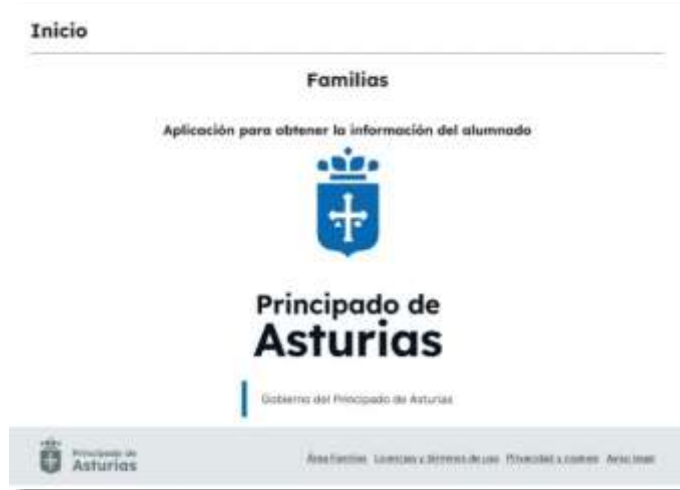 Inicio
Familias
Aplicación para obtener la información del alumnado
Principado de
Asturias
Gobierno del Principado de Asturias
Principado de
Asturias
Área Familias Licencias y términos de uso Privacidad y cookies Aviso legal